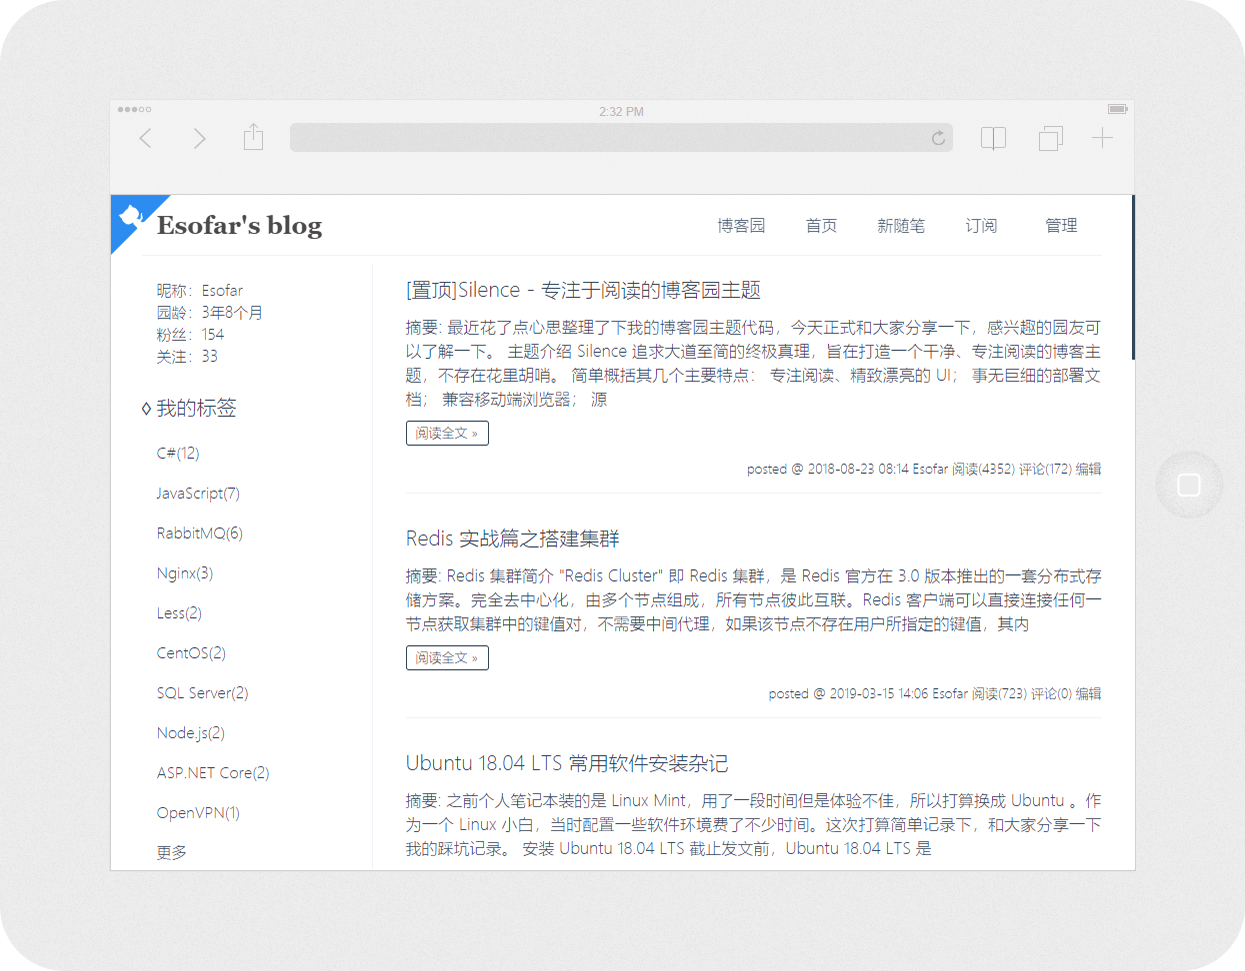 2:32 PM
Esofar's blog
博客园 首页 新随笔 订阅 管理
昵称：Esofar
园龄：3年8个月
粉丝：154
关注：33
◊ 我的标签
C#(12)
JavaScript(7)
RabbitMQ(6)
Nginx(3)
Less(2)
CentOS(2)
SQL Server(2)
Node.js(2)
ASP.NET Core(2)
OpenVPN(1)
更多
[置顶]Silence - 专注于阅读的博客园主题
摘要: 最近花了点心思整理了下我的博客园主题代码，今天正式和大家分享一下，感兴趣的园友可
以了解一下。 主题介绍 Silence 追求大道至简的终极真理，旨在打造一个干净、专注阅读的博客主
题，不存在花里胡哨。 简单概括其几个主要特点： 专注阅读、精致漂亮的 UI； 事无巨细的部署文
档； 兼容移动端浏览器； 源
阅读全文 »
posted @ 2018-08-23 08:14 Esofar 阅读(4352) 评论(172) 编辑
Redis 实战篇之搭建集群
摘要: Redis 集群简介 "Redis Cluster" 即 Redis 集群，是 Redis 官方在 3.0 版本推出的一套分布式存
储方案。完全去中心化，由多个节点组成，所有节点彼此互联。Redis 客户端可以直接连接任何一
节点获取集群中的键值对，不需要中间代理，如果该节点不存在用户所指定的键值，其内
阅读全文 »
posted @ 2019-03-15 14:06 Esofar 阅读(723) 评论(0) 编辑
Ubuntu 18.04 LTS 常用软件安装杂记
摘要: 之前个人笔记本装的是 Linux Mint，用了一段时间但是体验不佳，所以打算换成 Ubuntu 。作
为一个 Linux 小白，当时配置一些软件环境费了不少时间。这次打算简单记录下，和大家分享一下
我的踩坑记录。 安装 Ubuntu 18.04 LTS 截止发文前，Ubuntu 18.04 LTS 是